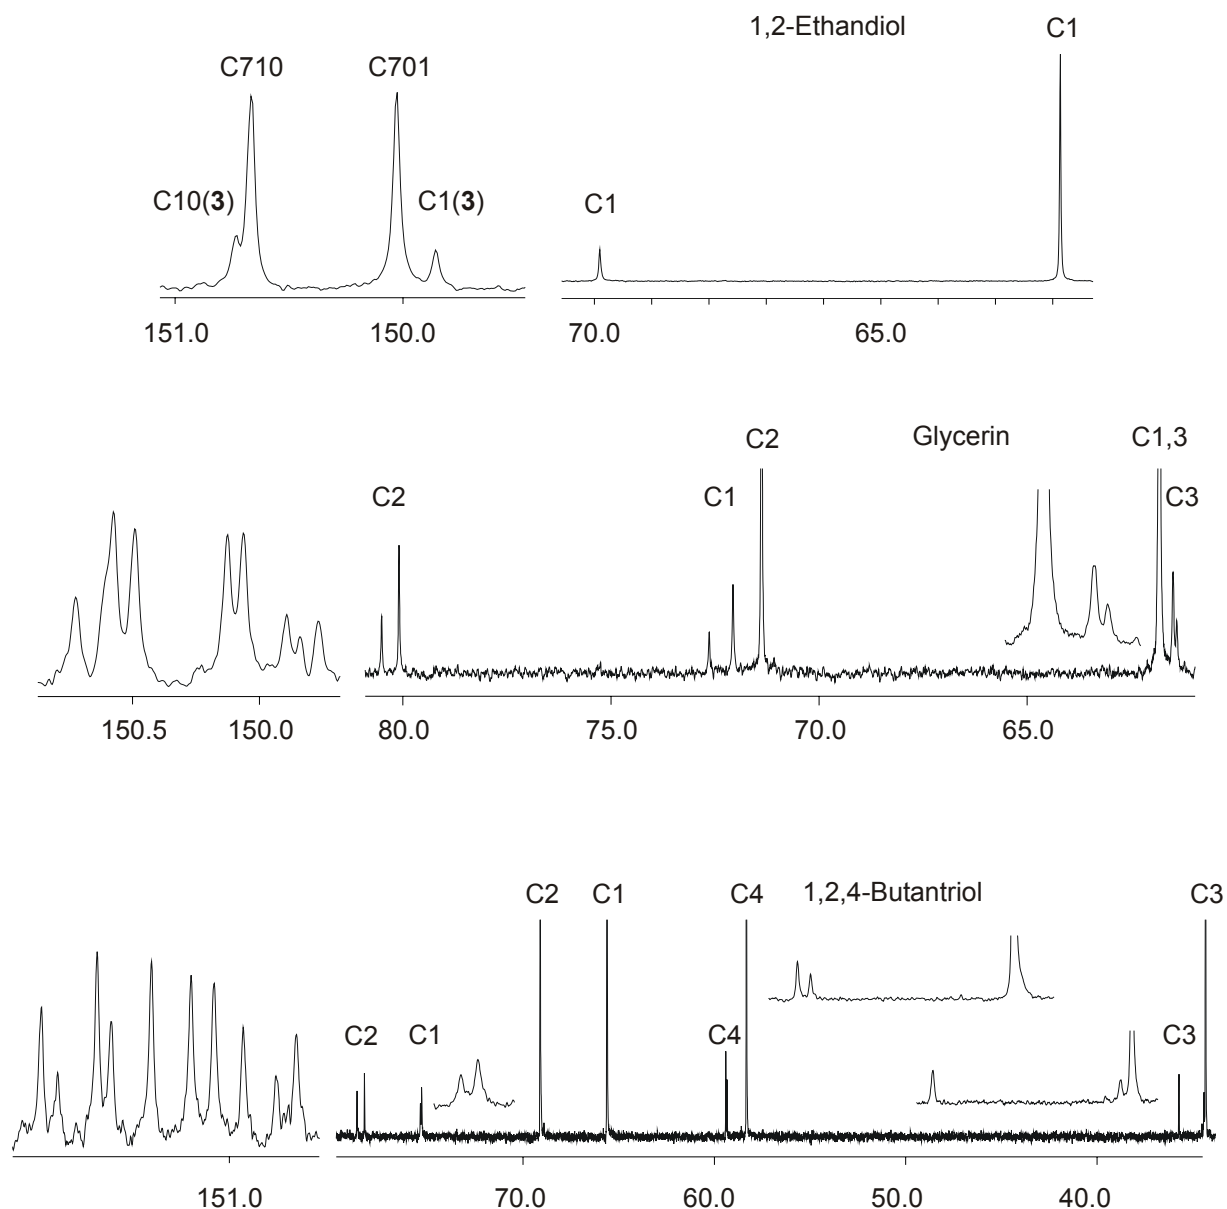 1,2-Ethandiol C1
C710 C701
C10(3) C1(3) C1
151.0 150.0 70.0 65.0
C2 Glycerin C1,3
C2 C1 C3
150.5 150.0 80.0 75.0 70.0 65.0
C2 C1 C4 1,2,4-Butantriol C3
C2 C1 C4 C3
151.0 70.0 60.0 50.0 40.0